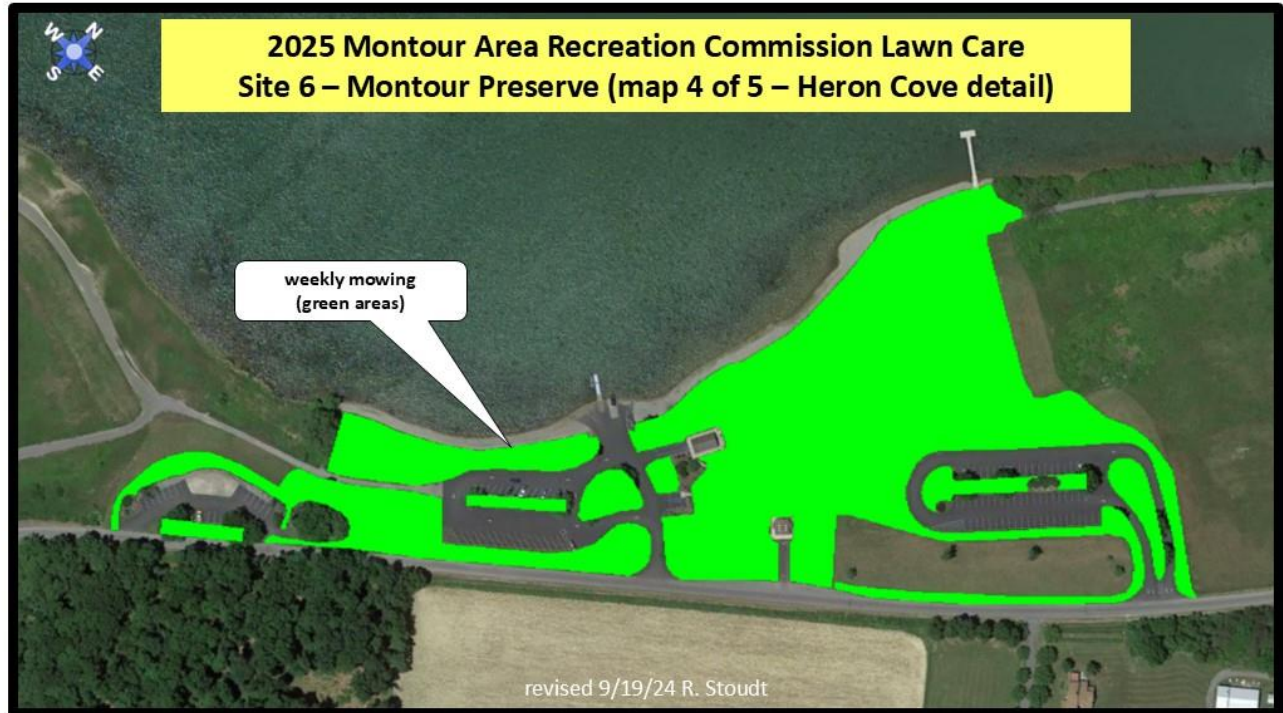 W N
S E
2025 Montour Area Recreation Commission Lawn Care
Site 6 – Montour Preserve (map 4 of 5 – Heron Cove detail)
weekly mowing
(green areas)
revised 9/19/24 R. Stoudt